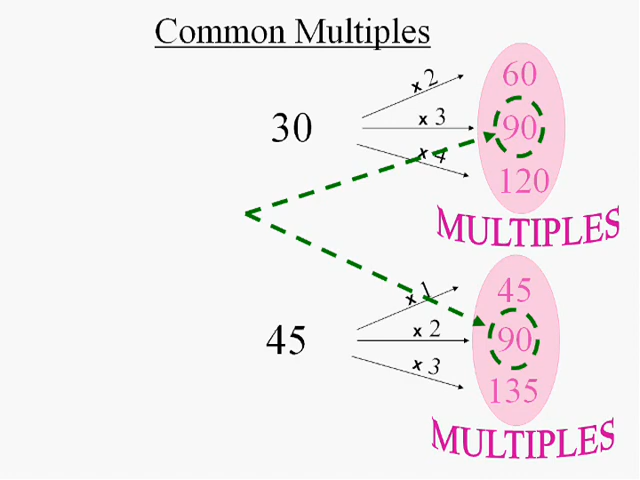 Common Multiples
x 2
60
30
x 3
90
x 4
120
MULTIPLES
x 1
45
45
x 2
90
x 3
135
MULTIPLES